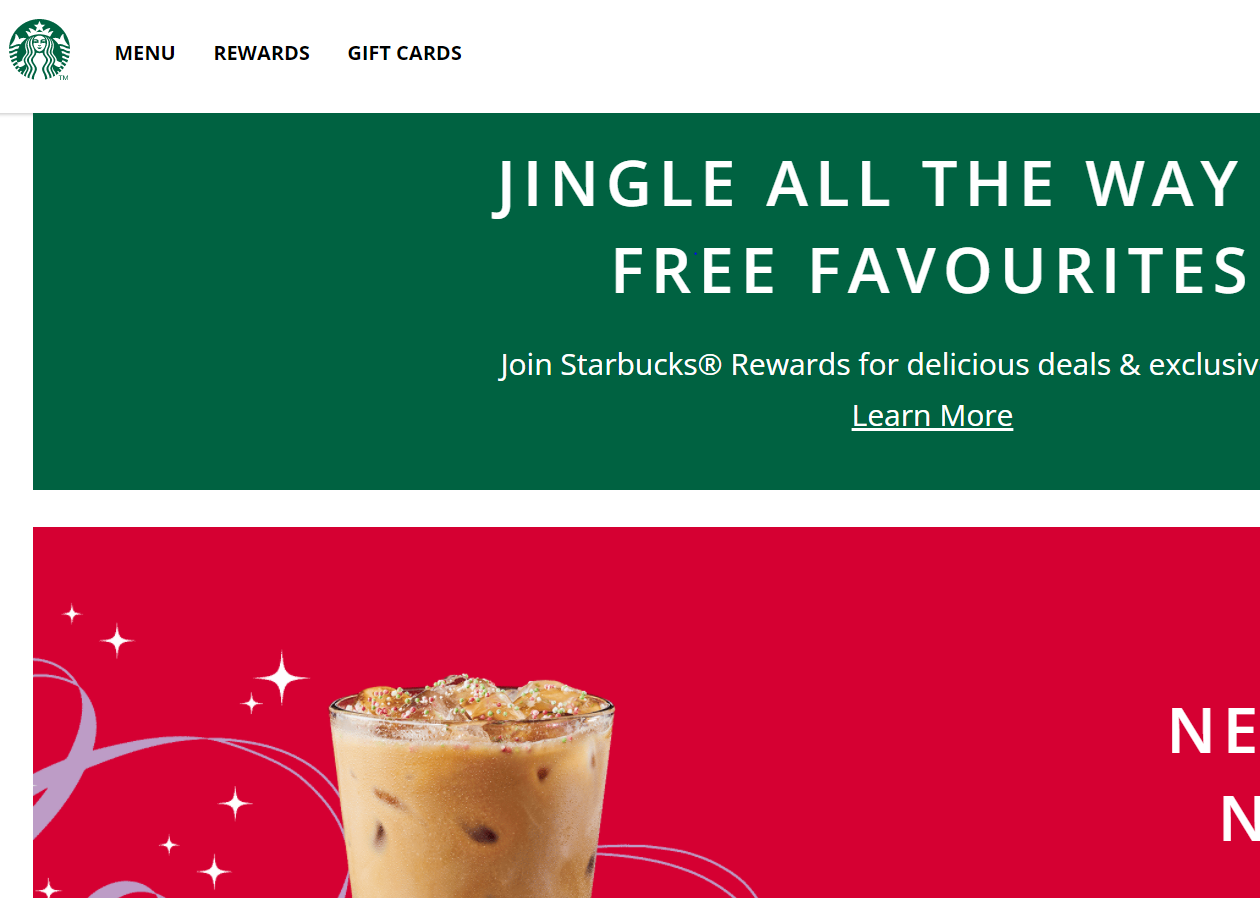 TM
MENU REWARDS GIFT CARDS
JINGLE ALL THE WAY
FREE FAVOURITES
Join Starbucks® Rewards for delicious deals & exclusiv
Learn More
NE
N